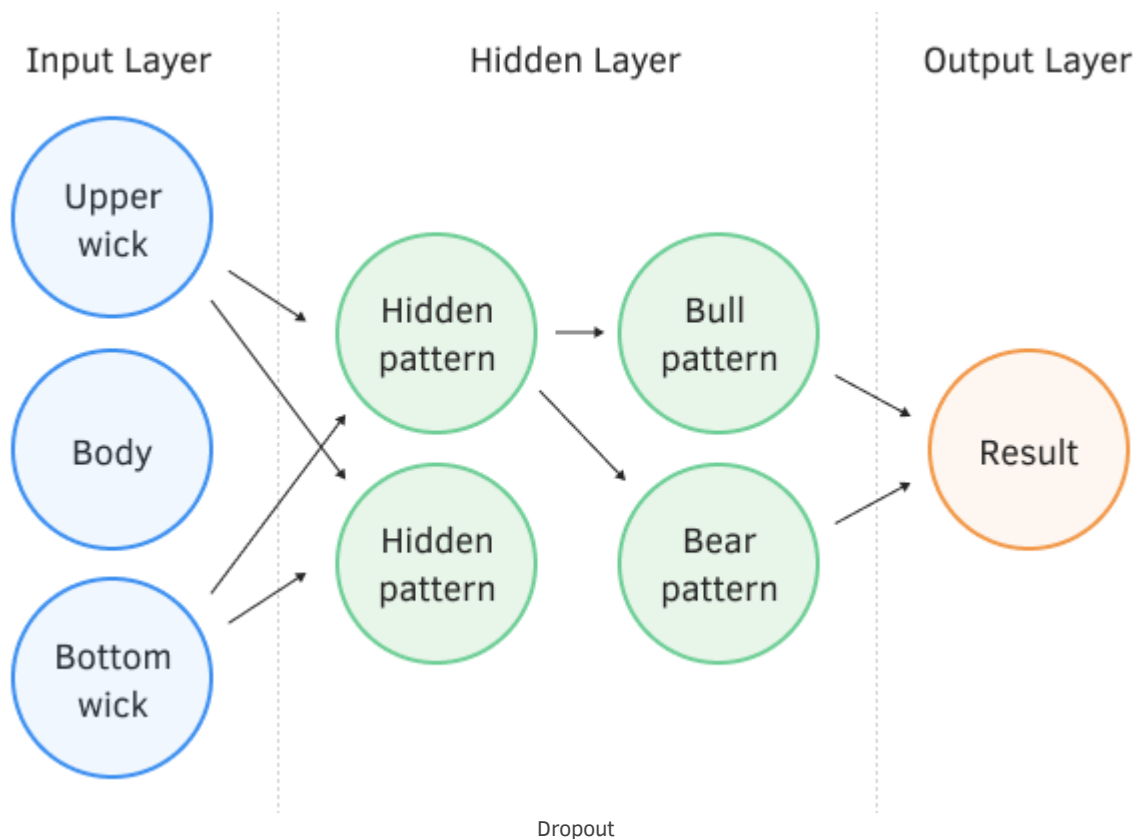 Input Layer
Hidden Layer
Output Layer
Upper
wick
Body
Bottom
wick
Hidden
pattern
Hidden
pattern
Bull
pattern
Bear
pattern
Result
Dropout